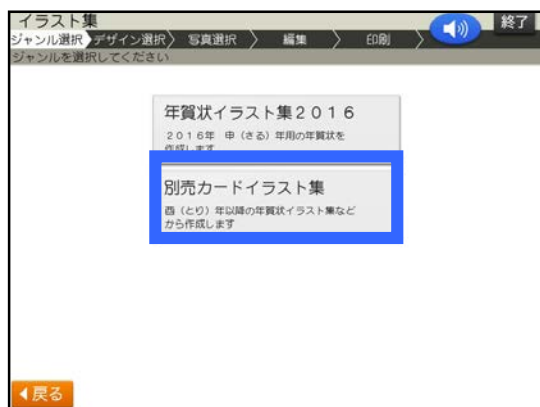 イラスト集
終了
ジャンル選択 デザイン選択 写真選択 編集 印刷
ジャンルを選択してください
年賀状イラスト集2016
2016年 申（さる）年用の年賀状を
作成します
別売カードイラスト集
酉（とり）年以降の年賀状イラスト集など
から作成します
戻る